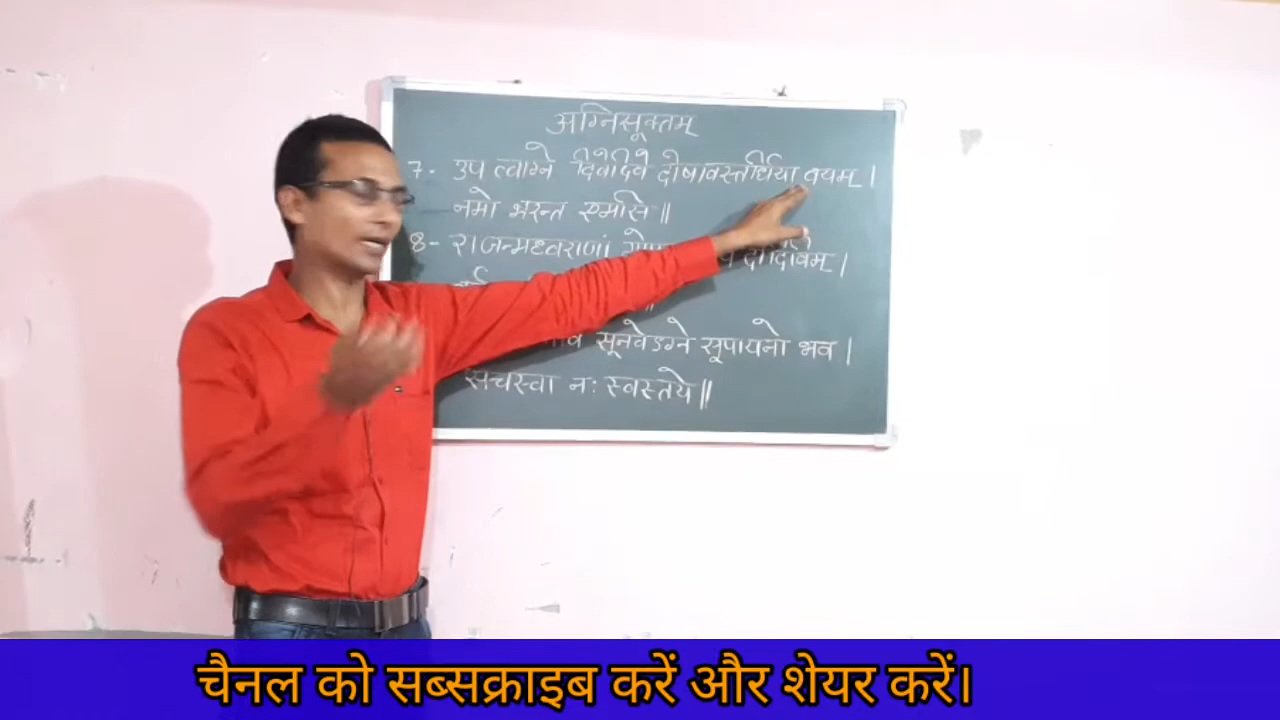 अग्निसूक्तम्
7. उप त्वाग्ने दिवेदिवे दोषावस्तर्धिया वयम् ।
नमो भरन्त एमसि ॥
8- राजन्तमध्वराणां दीदिविम् ।
॥
सूनवेऽग्ने सूपायनो भव ।
सचस्वा नः स्वस्तये ॥
चैनल को सब्सक्राइब करें और शेयर करें।